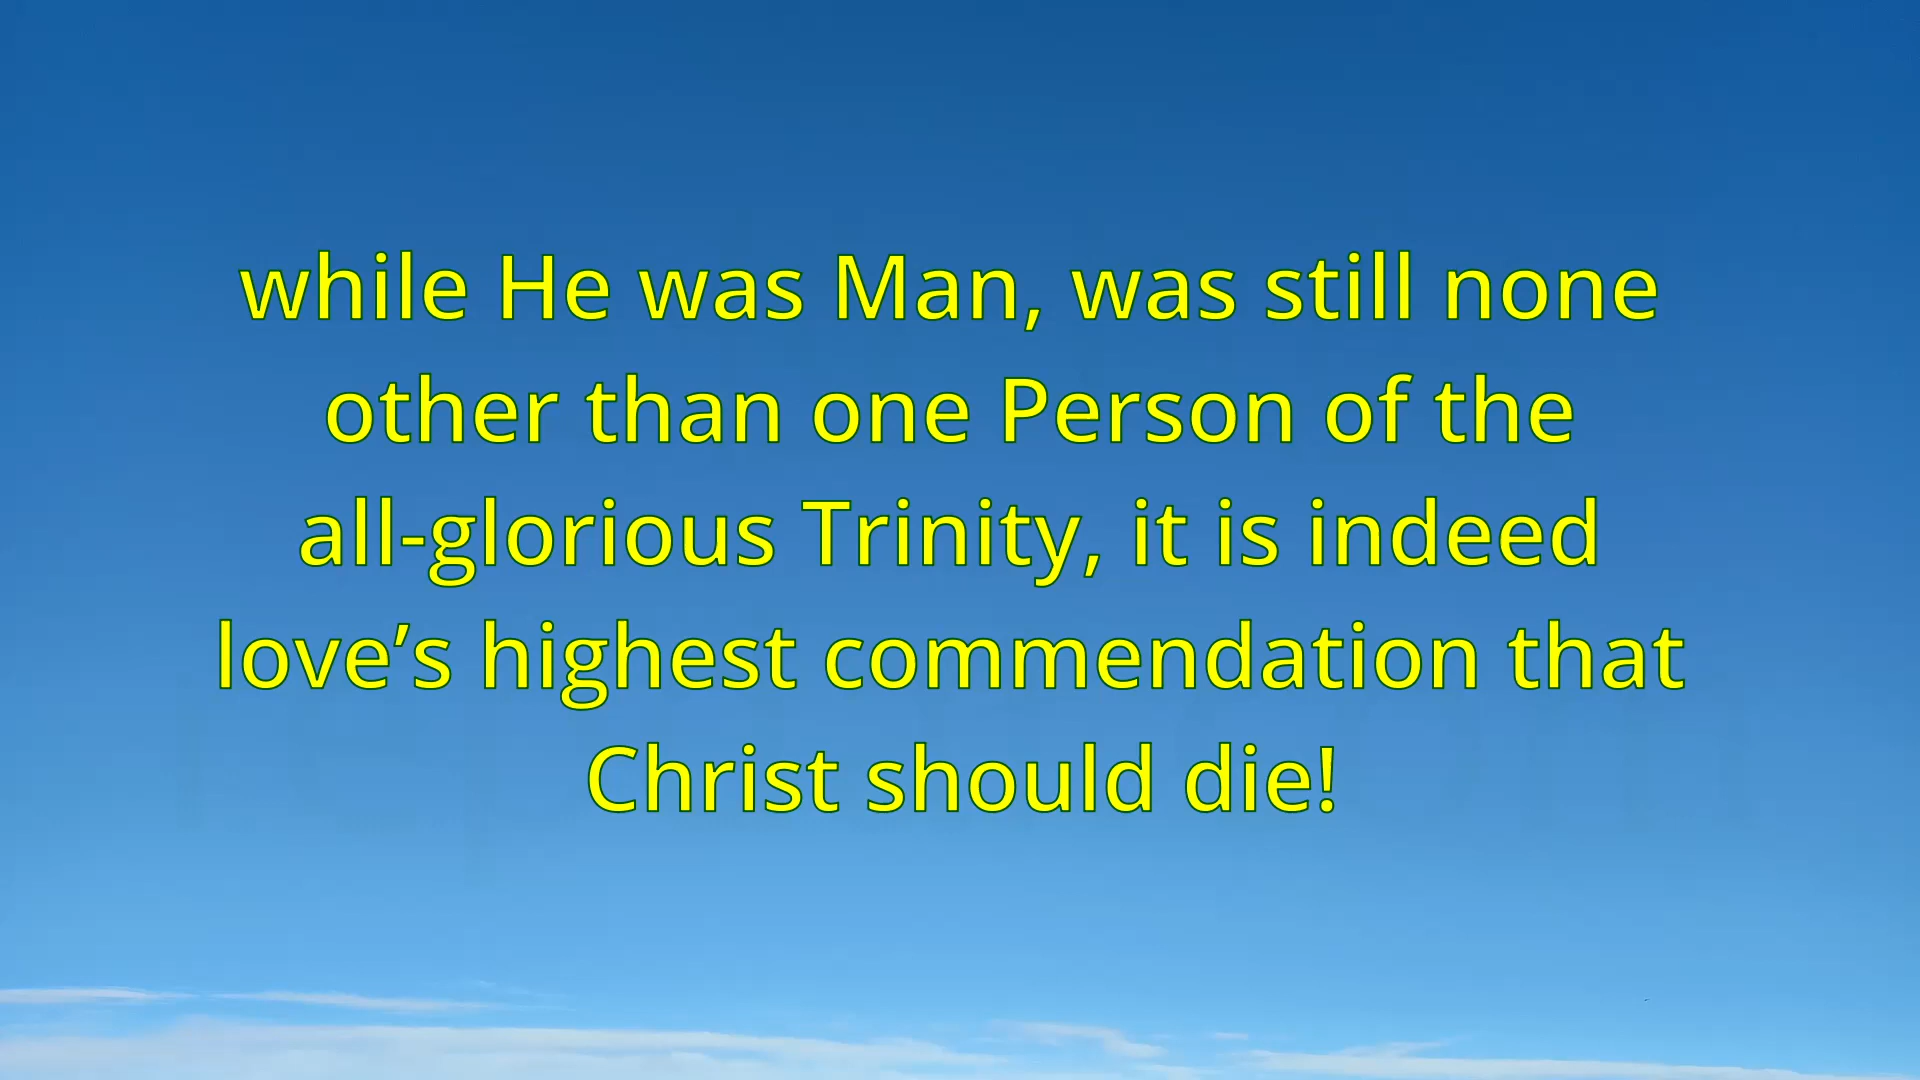 while He was Man, was still none
other than one Person of the
all-glorious Trinity, it is indeed
love’s highest commendation that
Christ should die!